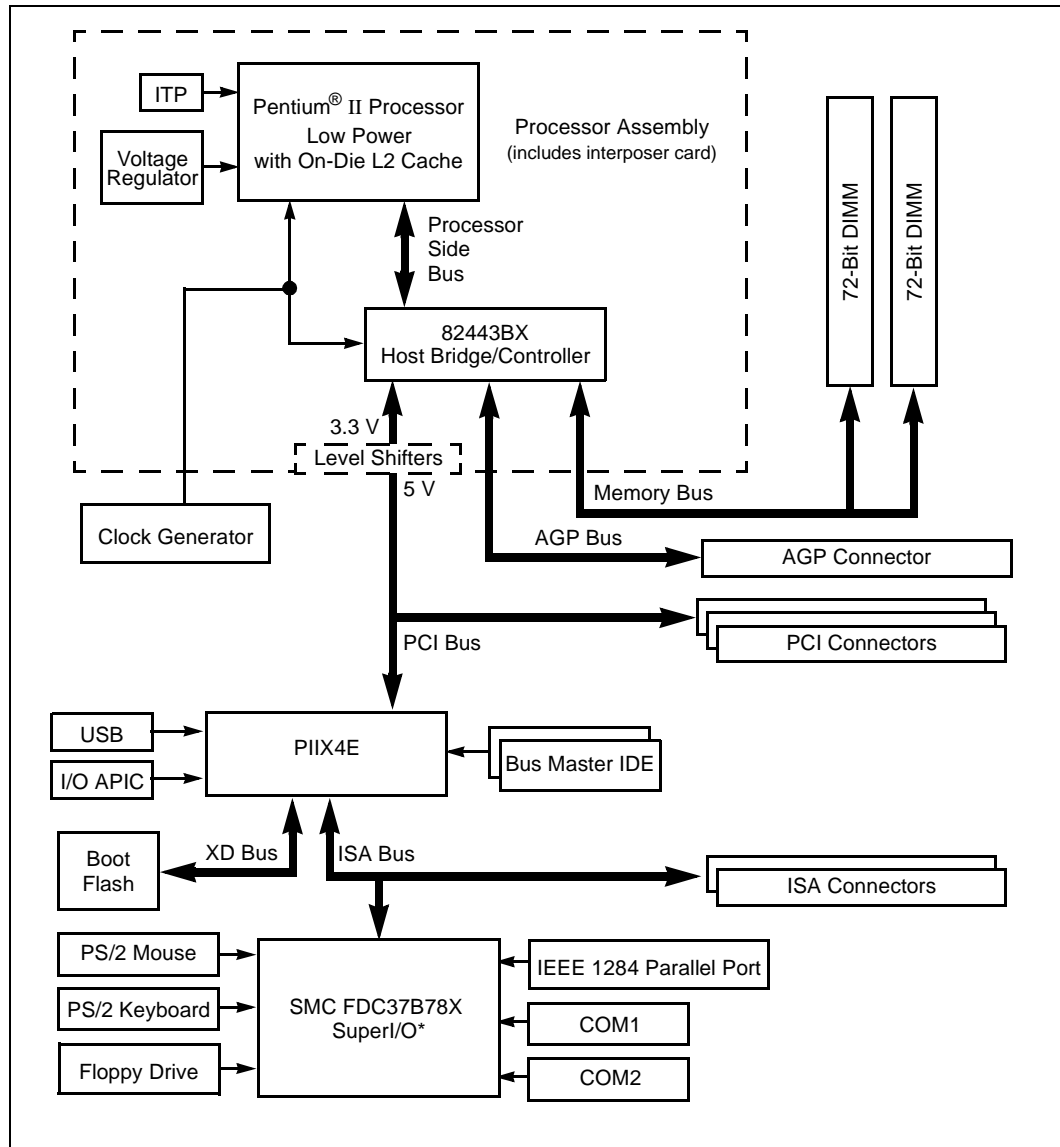 ITP
Pentium® II Processor
Low Power
with On-Die L2 Cache
Voltage
Regulator
Processor Assembly
(includes interposer card)
72-Bit DIMM
72-Bit DIMM
Processor
Side
Bus
82443BX
Host Bridge/Controller
3.3 V
Level Shifters
5 V
Memory Bus
Clock Generator
AGP Bus
AGP Connector
PCI Bus
PCI Connectors
USB
I/O APIC
PIIX4E
Bus Master IDE
Boot
Flash
XD Bus
ISA Bus
ISA Connectors
PS/2 Mouse
PS/2 Keyboard
Floppy Drive
SMC FDC37B78X
SuperI/O*
IEEE 1284 Parallel Port
COM1
COM2